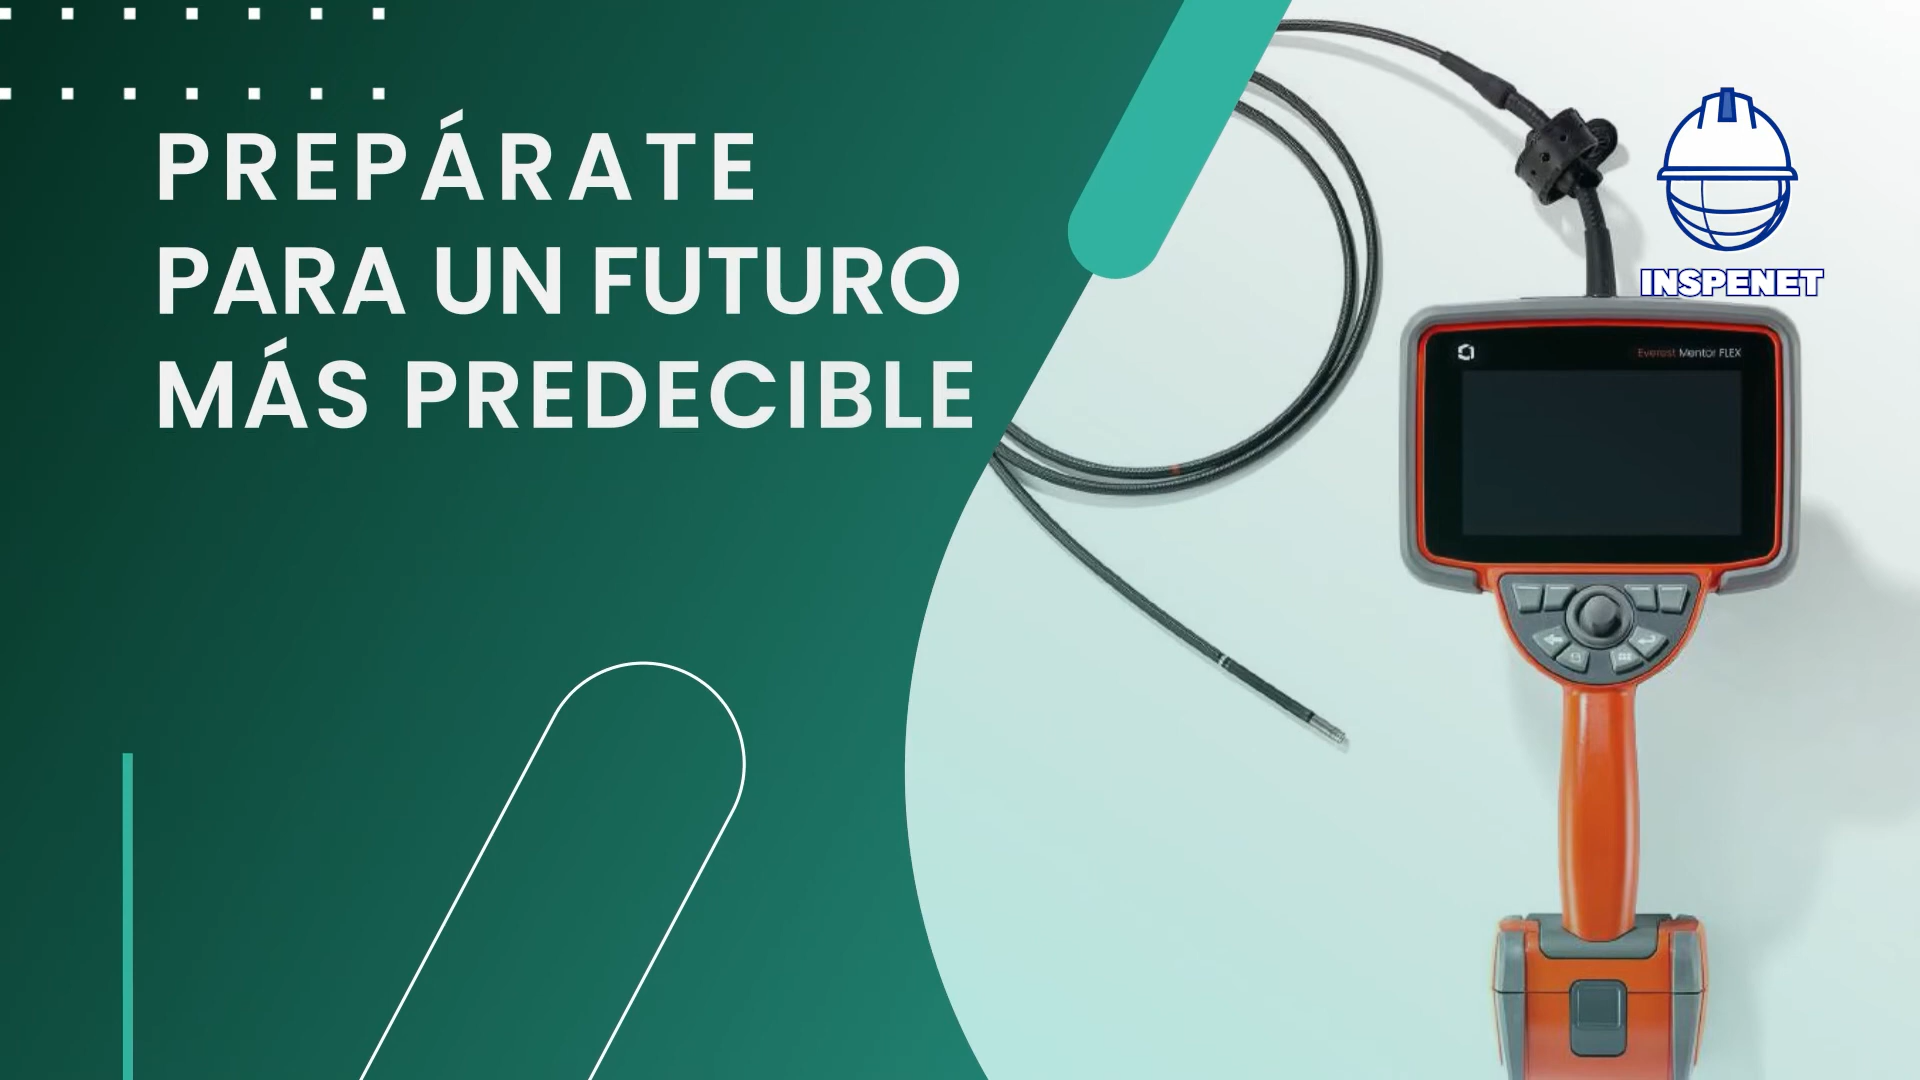 PREPÁRATE
PARA UN FUTURO
MÁS PREDECIBLE
INSPENET
Everest Mentor FLEX